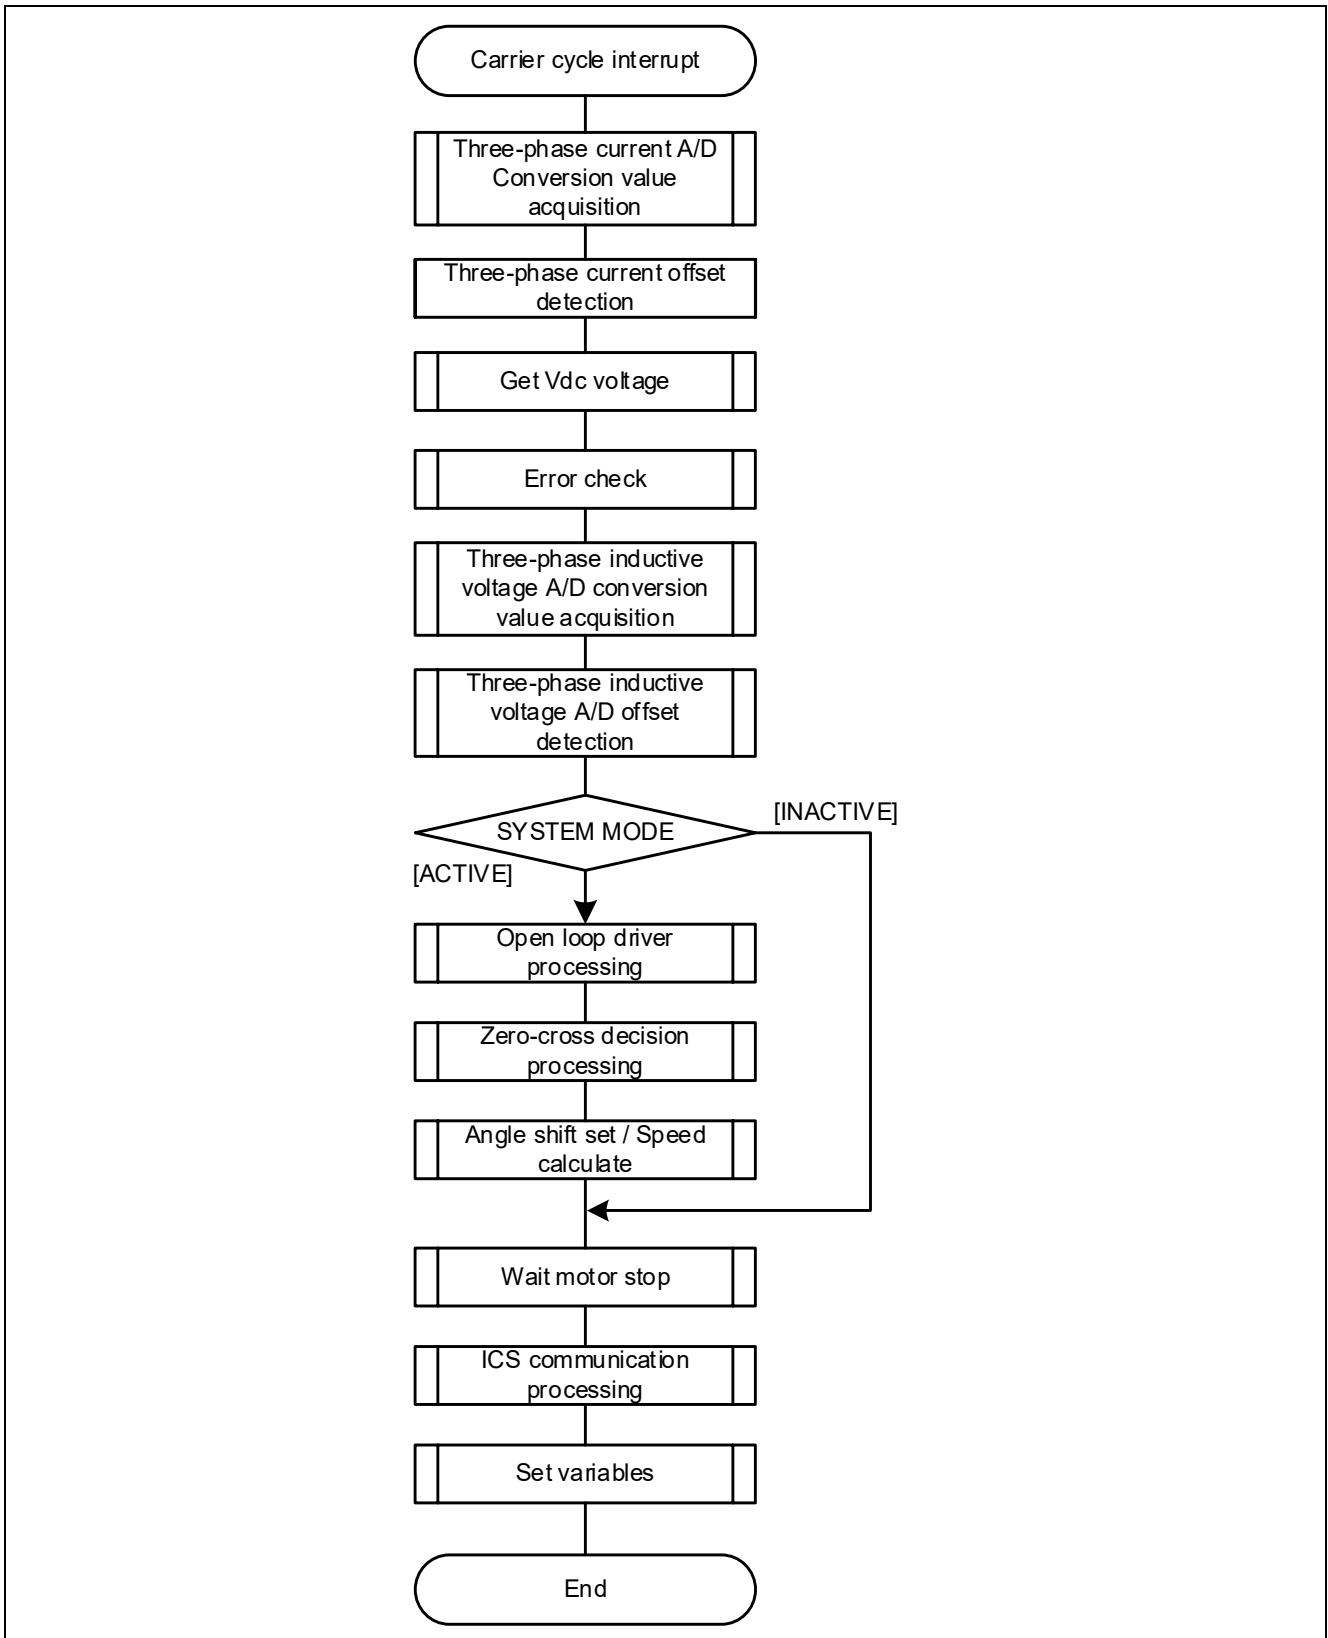 Carrier cycle interrupt
Three-phase current A/D
Conversion value
acquisition
Three-phase current offset
detection
Get Vdc voltage
Error check
Three-phase inductive
voltage A/D conversion
value acquisition
Three-phase inductive
voltage A/D offset
detection
[INACTIVE]
SYSTEM MODE
[ACTIVE]
Open loop driver
processing
Zero-cross decision
processing
Angle shift set / Speed
calculate
Wait motor stop
ICS communication
processing
Set variables
End